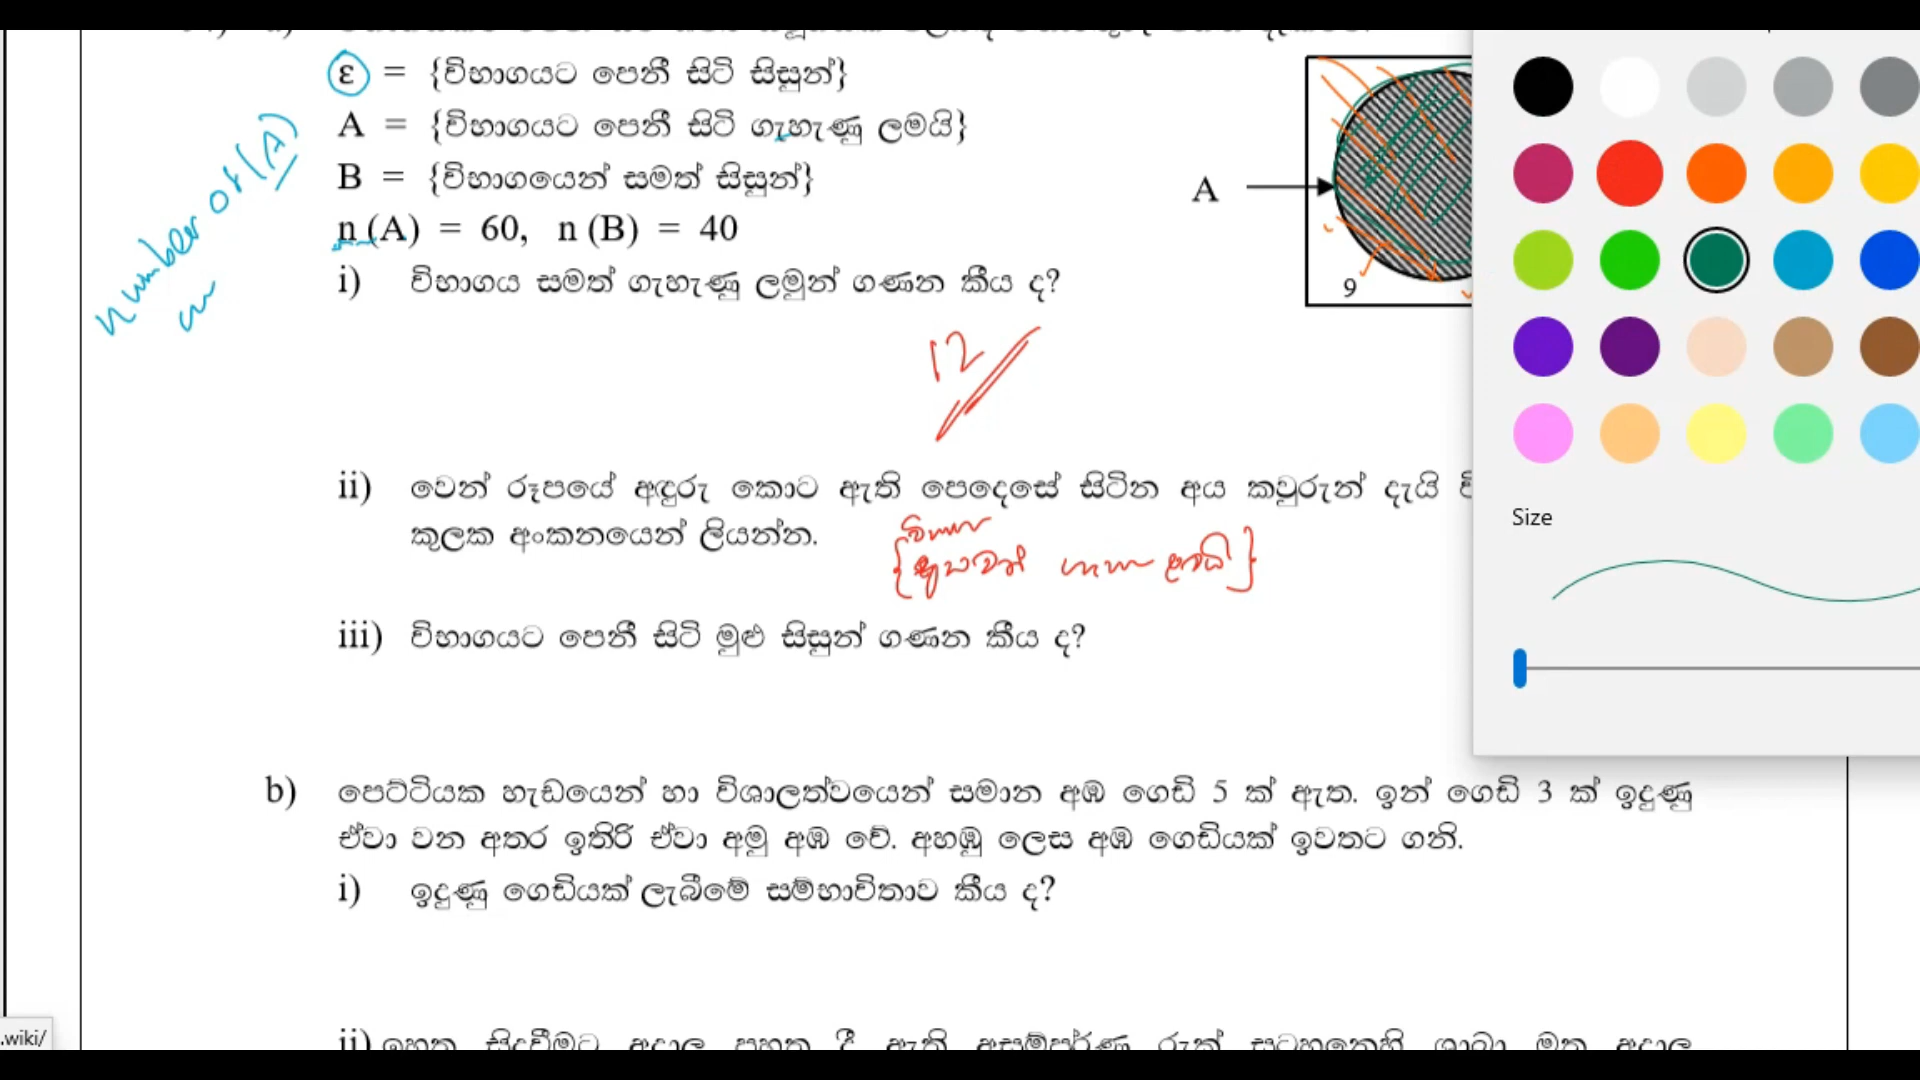 ε = {විභාගයට පෙනී සිටි සිසුන්}
A = {විභාගයට පෙනී සිටි ගැහැණු ළමයි}
B = {විභාගයෙන් සමත් සිසුන්}
n (A) = 60, n (B) = 40
number of (A)
A
9
i) විභාගය සමත් ගැහැණු ළමුන් ගණන කීය ද?
12
ii) වෙන් රූපයේ අඳුරු කොට ඇති පෙදෙසේ සිටින අය කවුරුන් දැයි
කුලක අංකනයෙන් ලියන්න.
iii) විභාගයට පෙනී සිටි මුළු සිසුන් ගණන කීය ද?
Size
b) පෙට්ටියක හැඩයෙන් හා විශාලත්වයෙන් සමාන අඹ ගෙඩි 5 ක් ඇත. ඉන් ගෙඩි 3 ක් ඉදුණු
ඒවා වන අතර ඉතිරි ඒවා අමු අඹ වේ. අහඹු ලෙස අඹ ගෙඩියක් ඉවතට ගනි.
i) ඉදුණු ගෙඩියක් ලැබීමේ සම්භාවිතාව කීය ද?
.wiki/